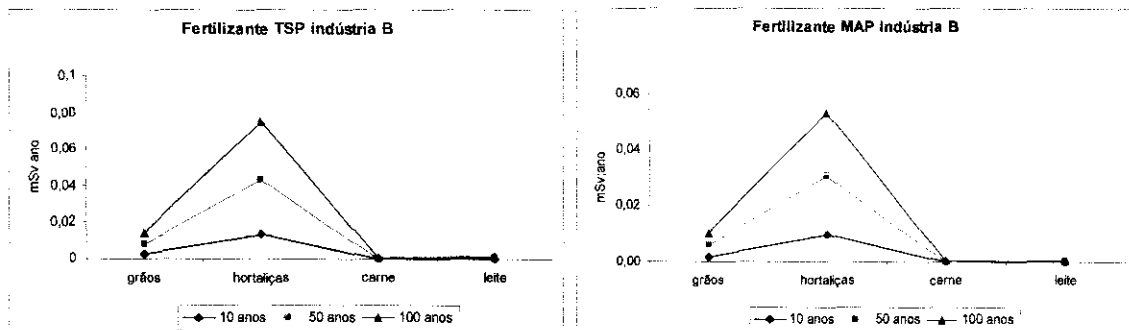 Fertilizante TSP indústria B
0,1
0,08
0,06
0,04
0,02
0
mSv ano
grãos hortaliças carne leite
10 anos 50 anos 100 anos
Fertilizante MAP indústria B
0,06
0,04
0,02
0,00
mSv/ano
grãos hortaliças carne leite
10 anos 50 anos 100 anos